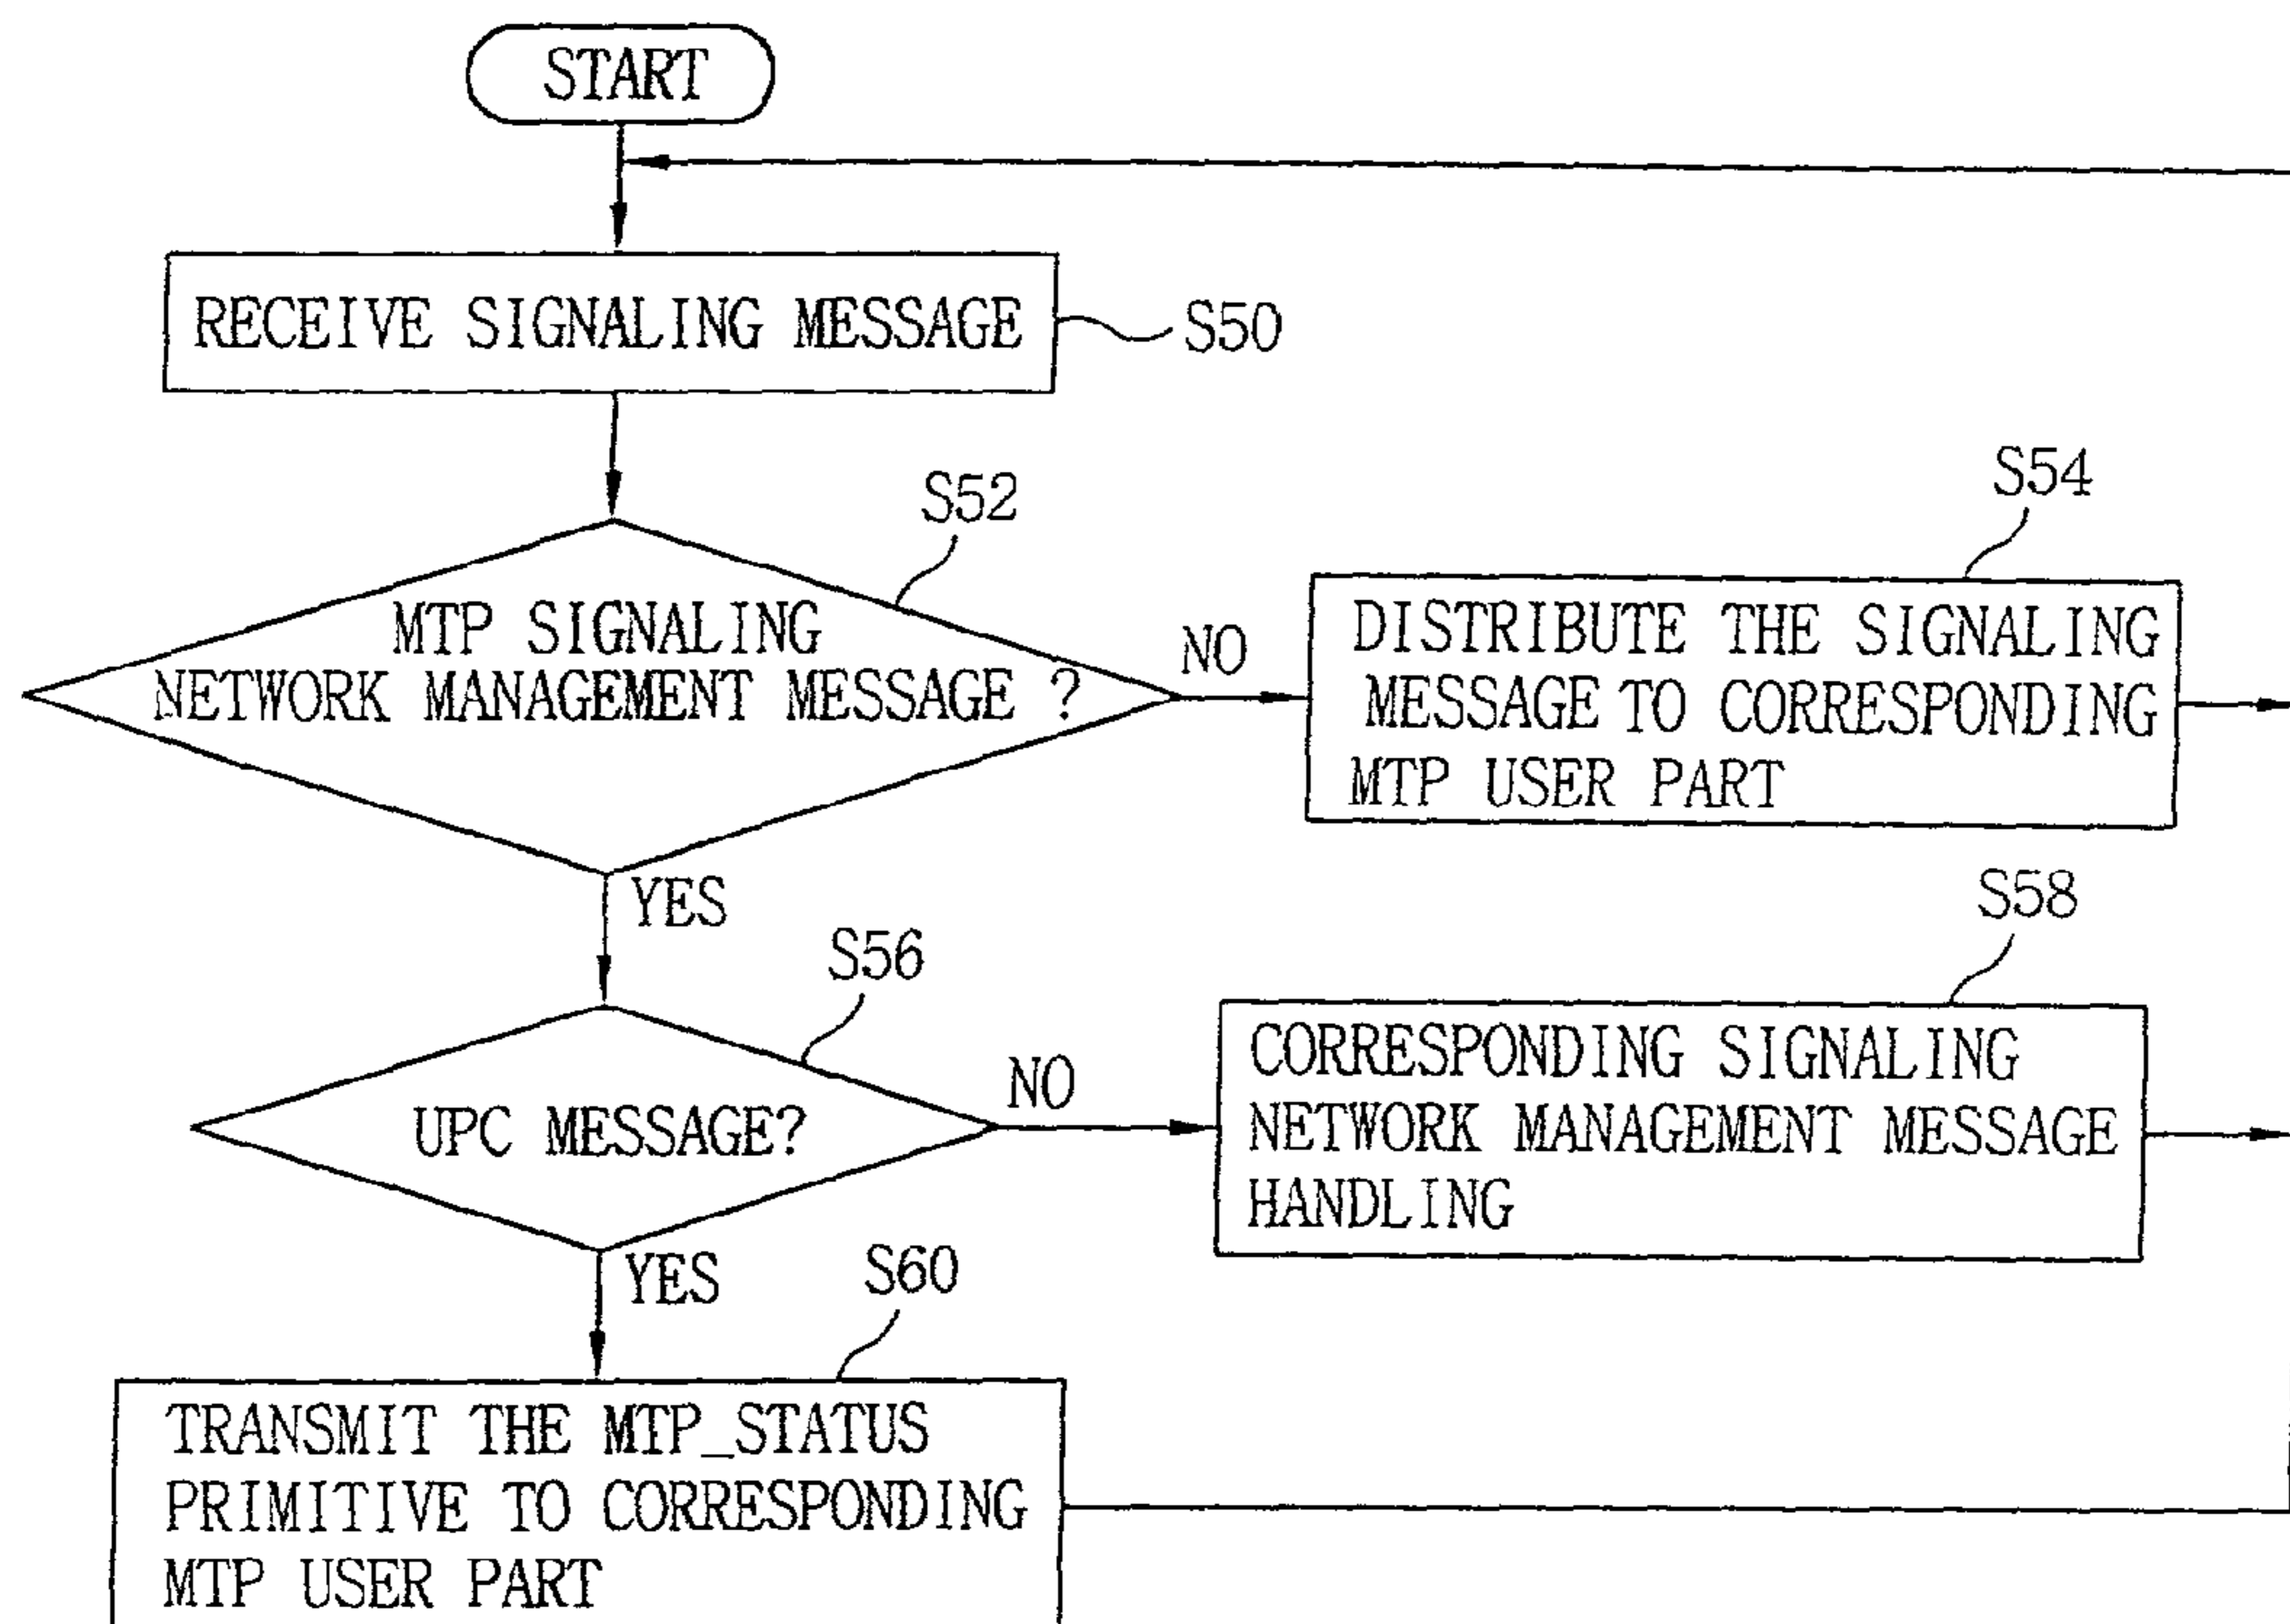 START
RECEIVE SIGNALING MESSAGE
S50
S52
MTP SIGNALING
NETWORK MANAGEMENT MESSAGE ?
NO
S54
DISTRIBUTE THE SIGNALING
MESSAGE TO CORRESPONDING
MTP USER PART
YES
S56
UPC MESSAGE?
NO
S58
CORRESPONDING SIGNALING
NETWORK MANAGEMENT MESSAGE
HANDLING
YES
S60
TRANSMIT THE MTP_STATUS
PRIMITIVE TO CORRESPONDING
MTP USER PART